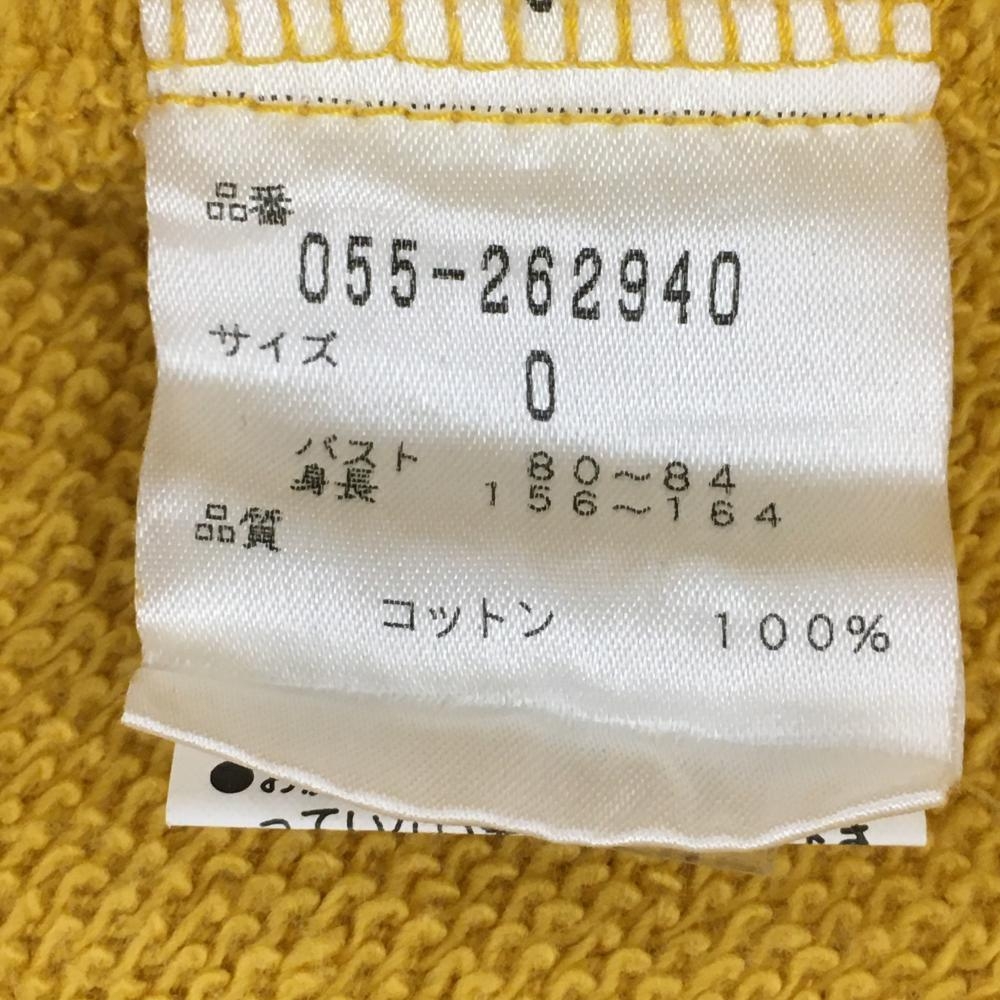 品番
055-262940
サイズ
0
バスト 80～84
身長 156～164
品質
コットン 100%